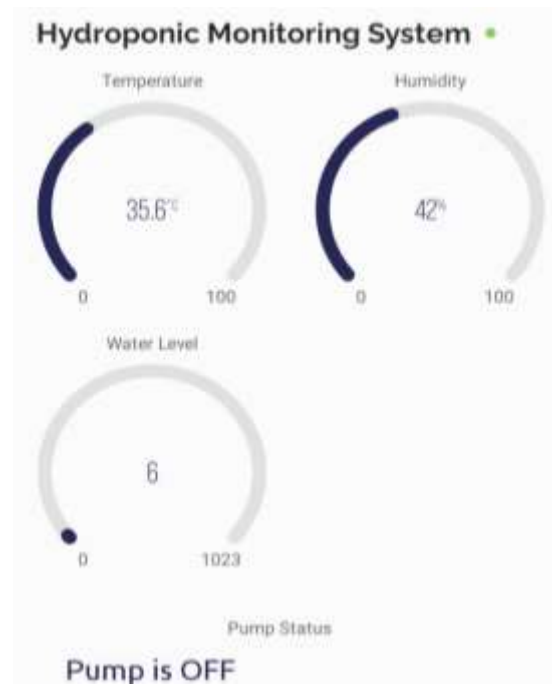 Hydroponic Monitoring System
Temperature
Humidity
35.6°C
42%
0 100
0 100
Water Level
6
0 1023
Pump Status
Pump is OFF